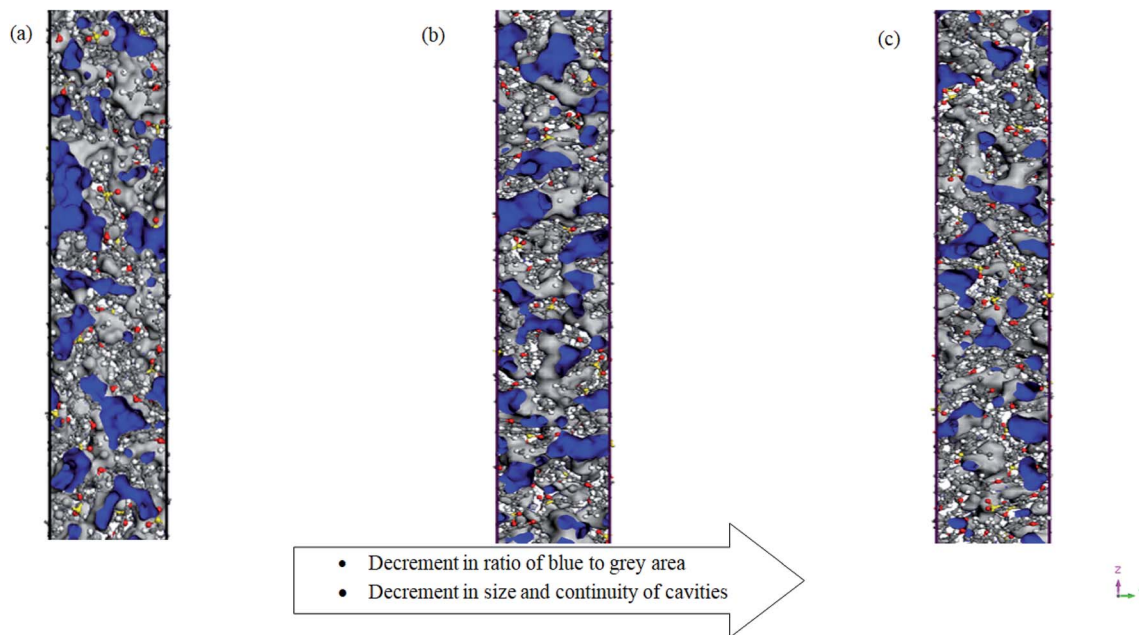 (a)
(b)
(c)
• Decrement in ratio of blue to grey area
• Decrement in size and continuity of cavities
Z